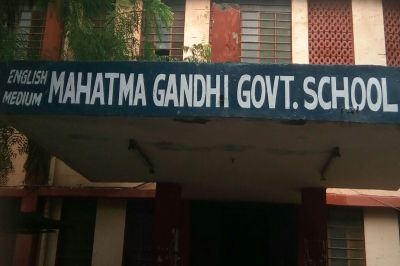 ENGLISH
MEDIUM
MAHATMA GANDHI GOVT. SCHOOL